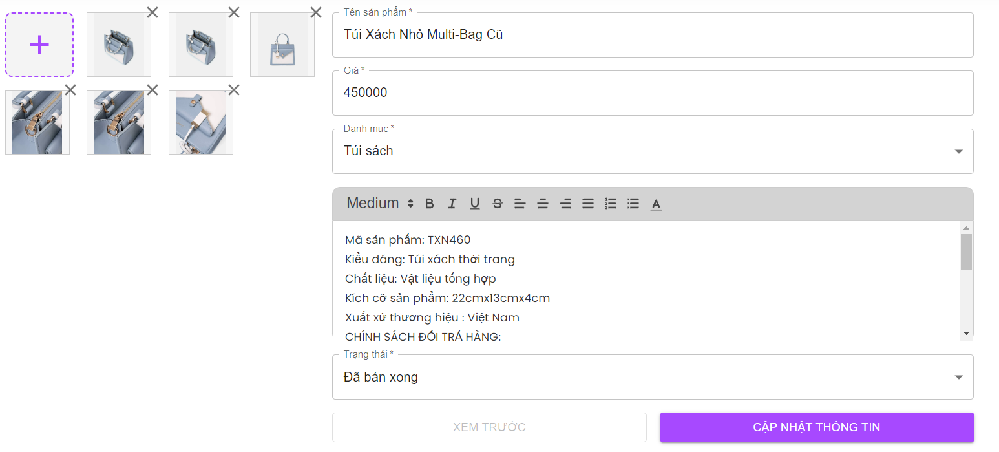 Tên sản phẩm *
Túi Xách Nhỏ Multi-Bag Cũ
Giá *
450000
Danh mục *
Túi sách
Medium
Mã sản phẩm: TXN460
Kiểu dáng: Túi xách thời trang
Chất liệu: Vật liệu tổng hợp
Kích cỡ sản phẩm: 22cmx13cmx4cm
Xuất xứ thương hiệu : Việt Nam
CHÍNH SÁCH ĐỔI TRẢ HÀNG:
Trạng thái *
Đã bán xong
XEM TRƯỚC
CẬP NHẬT THÔNG TIN